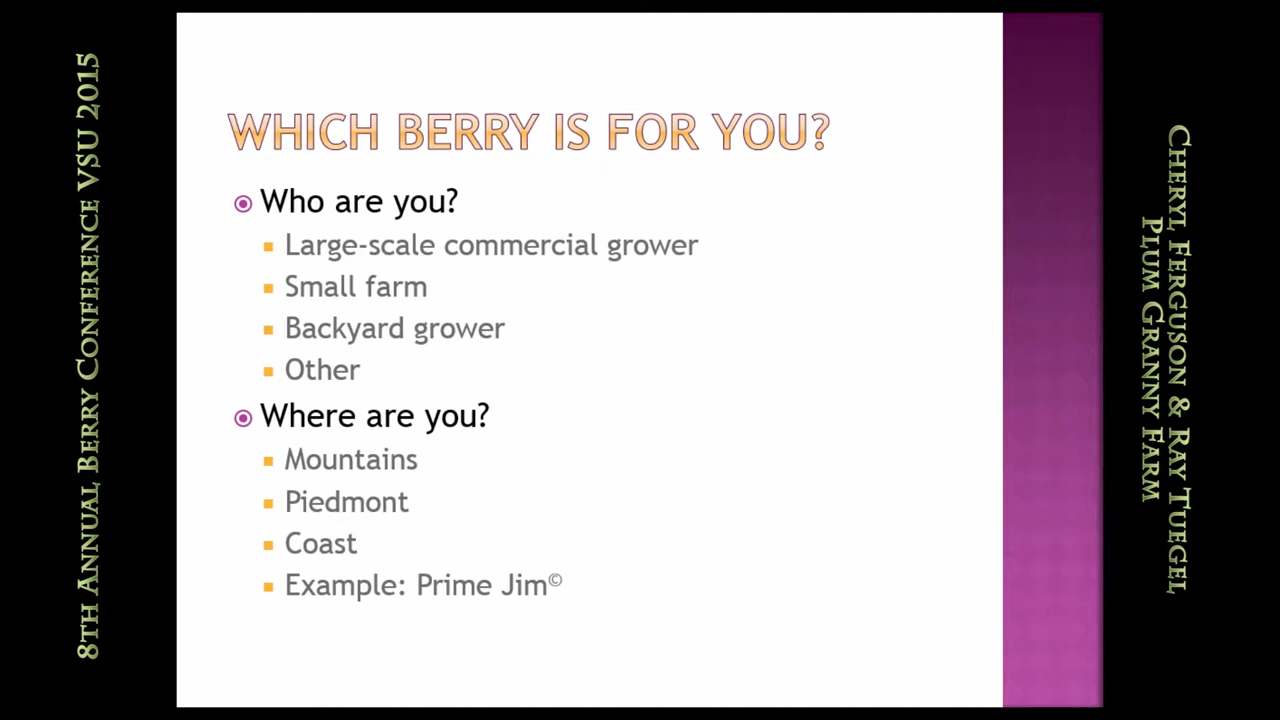 8TH ANNUAL BERRY CONFERENCE VSU 2015
WHICH BERRY IS FOR YOU?
Who are you?
Large-scale commercial grower
Small farm
Backyard grower
Other
Where are you?
Mountains
Piedmont
Coast
Example: Prime Jim©
CHERYL FERGUSON & RAY TUEGEL
PLUM GRANNY FARM